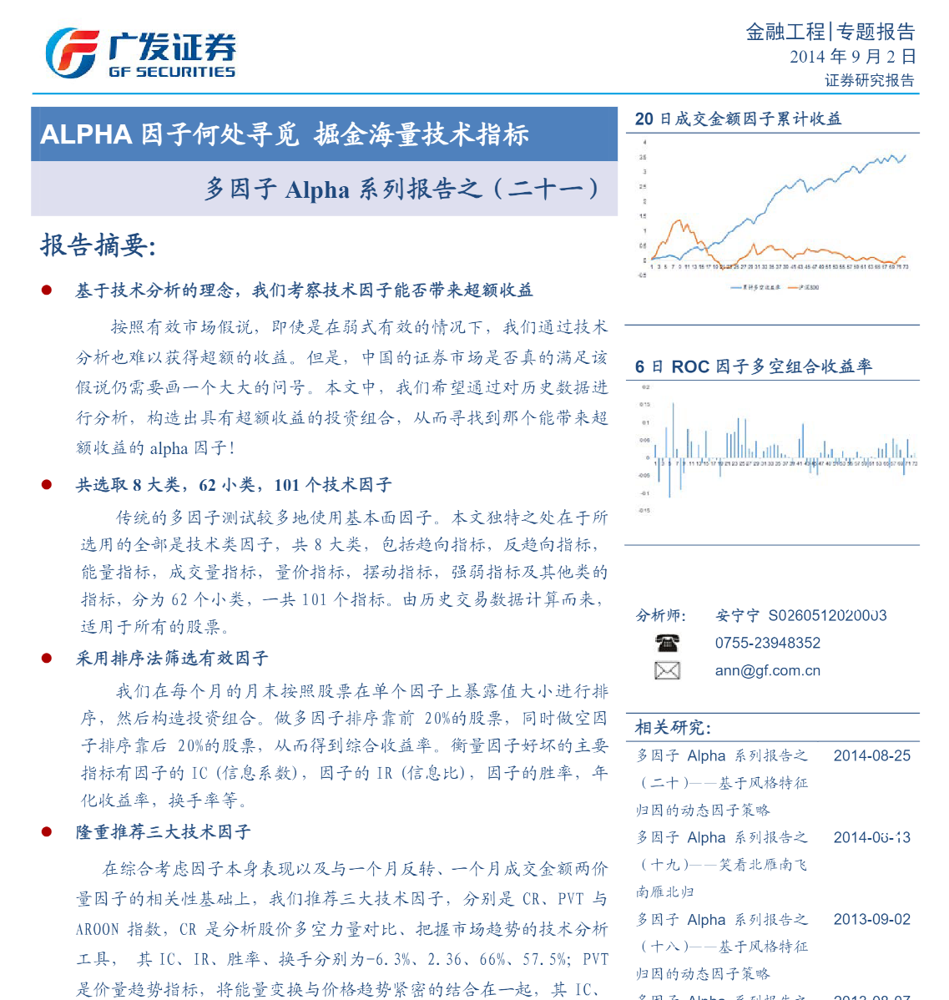 广发证券
GF SECURITIES
金融工程|专题报告
2014 年 9 月 2 日
证券研究报告
ALPHA 因子何处寻觅 掘金海量技术指标
多因子 Alpha 系列报告之（二十一）
报告摘要：
● 基于技术分析的理念，我们考察技术因子能否带来超额收益
按照有效市场假说，即使是在弱式有效的情况下，我们通过技术
分析也难以获得超额的收益。但是，中国的证券市场是否真的满足该
假说仍需要画一个大大的问号。本文中，我们希望通过对历史数据进
行分析，构造出具有超额收益的投资组合，从而寻找到那个能带来超
额收益的 alpha 因子！
● 共选取 8 大类，62 小类，101 个技术因子
传统的多因子测试较多地使用基本面因子。本文独特之处在于所
选用的全部是技术类因子，共 8 大类，包括趋向指标，反趋向指标，
能量指标，成交量指标，量价指标，摆动指标，强弱指标及其他类的
指标，分为 62 个小类，一共 101 个指标。由历史交易数据计算而来，
适用于所有的股票。
● 采用排序法筛选有效因子
我们在每个月的月末按照股票在单个因子上暴露值大小进行排
序，然后构造投资组合。做多因子排序靠前 20%的股票，同时做空因
子排序靠后 20%的股票，从而得到综合收益率。衡量因子好坏的主要
指标有因子的 IC（信息系数），因子的 IR（信息比），因子的胜率，年
化收益率，换手率等。
● 隆重推荐三大技术因子
在综合考虑因子本身表现以及与一个月反转、一个月成交金额两价
量因子的相关性基础上，我们推荐三大技术因子，分别是 CR、PVT 与
AROON 指数，CR 是分析股价多空力量对比、把握市场趋势的技术分析
工具， 其 IC、IR、胜率、换手分别为-6.3%、2.36、66%、57.5%；PVT
是价量趋势指标，将能量变换与价格趋势紧密的结合在一起，其 IC、
20 日成交金额因子累计收益
4
3.5
3
2.5
2
1.5
1
0.5
0
-0.5
1 3 5 7 9 11 13 15 17 19 21 23 25 27 29 31 33 35 37 39 41 43 45 47 49 51 53 55 57 59 61 63 65 67 69 71 73
累计多空收益率 沪深300
6 日 ROC 因子多空组合收益率
0.2
0.15
0.1
0.05
0
-0.05
-0.1
-0.15
分析师： 安宁宁 S0260512020003
0755-23948352
ann@gf.com.cn
相关研究：
多因子 Alpha 系列报告之 2014-08-25
（二十）——基于风格特征
归因的动态因子策略
多因子 Alpha 系列报告之 2014-06-13
（十九）——笑看北雁南飞
南雁北归
多因子 Alpha 系列报告之 2013-09-02
（十八）——基于风格特征
归因的动态因子策略